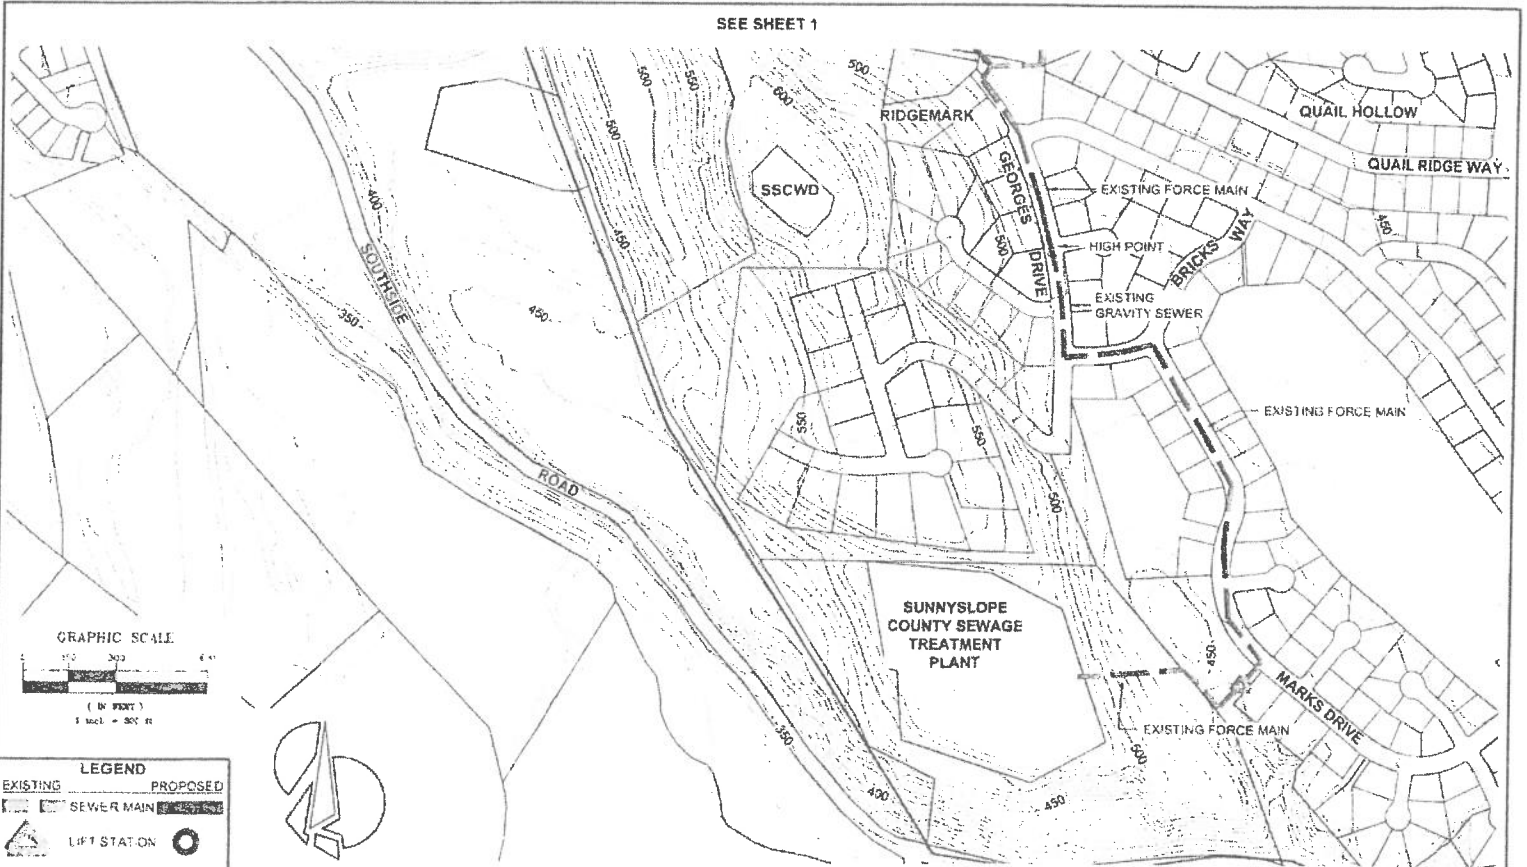 SEE SHEET 1
500
550
600
500
RIDGEMARK
QUAIL HOLLOW
QUAIL RIDGE WAY
400
500
SSCWD
GEORGES
DRIVE
EXISTING FORCE MAIN
450
450
SOUTHSIDE
500
HIGH POINT
BRICKS
WAY
EXISTING
GRAVITY SEWER
350
450
550
550
EXISTING FORCE MAIN
ROAD
500
SUNNYSLOPE
COUNTY SEWAGE
TREATMENT
PLANT
450
GRAPHIC SCALE
150
300
( IN FEET )
MARKS DRIVE
EXISTING FORCE MAIN
350
500
400
450
LEGEND
EXISTING
PROPOSED
SEWER MAIN
LIFT STATION